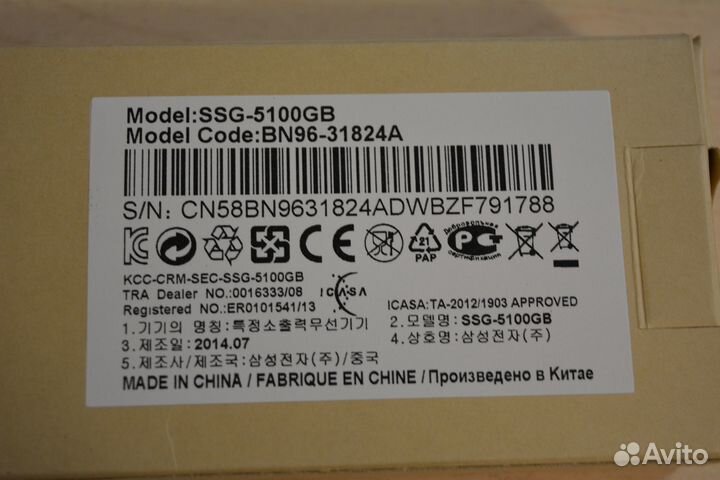 Model:SSG-5100GB
Model Code:BN96-31824A
S/N: CN58BN9631824ADWBZF791788
21
PAP
Добровольная
сертификация
KCC-CRM-SEC-SSG-5100GB
TRA Dealer NO.:0016333/08
ICASA
Registered NO.:ER0101541/13
ICASA:TA-2012/1903 APPROVED
1.기기의 명칭:특정소출력무선기기
2.모델명:SSG-5100GB
3.제조일:2014.07
4.상호명:삼성전자(주)
5.제조사/제조국:삼성전자(주)/중국
MADE IN CHINA / FABRIQUE EN CHINE / Произведено в Китае
Avito